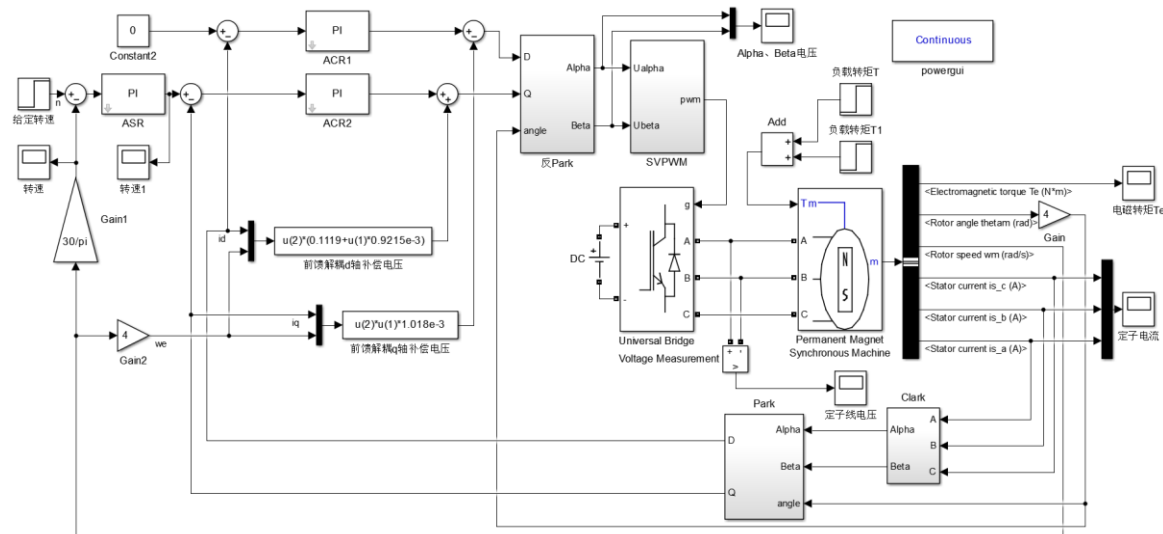 0
Constant2
PI
ACR1
给定转速
n
PI
ASR
PI
ACR2
D
Q
angle
Alpha
Beta
反Park
Ualpha
Ubeta
pwm
SVPWM
Alpha、Beta电压
Continuous
powergui
转速
转速1
30/pi
Gain1
id
u(2)*(0.1119+u(1)*0.9215e-3)
前馈解耦d轴补偿电压
iq
u(2)*u(1)*1.018e-3
前馈解耦q轴补偿电压
4
Gain2
we
负载转矩T
Add
负载转矩T1
DC
g
A
B
C
Universal Bridge
Voltage Measurement
定子线电压
Tm
A
B
C
N
S
m
Permanent Magnet
Synchronous Machine
<Electromagnetic torque Te (N*m)>
<Rotor angle thetam (rad)>
<Rotor speed wm (rad/s)>
<Stator current is_c (A)>
<Stator current is_b (A)>
<Stator current is_a (A)>
4
Gain
电磁转矩Te
定子电流
Park
D
Q
Alpha
Beta
angle
Clark
Alpha
Beta
A
B
C